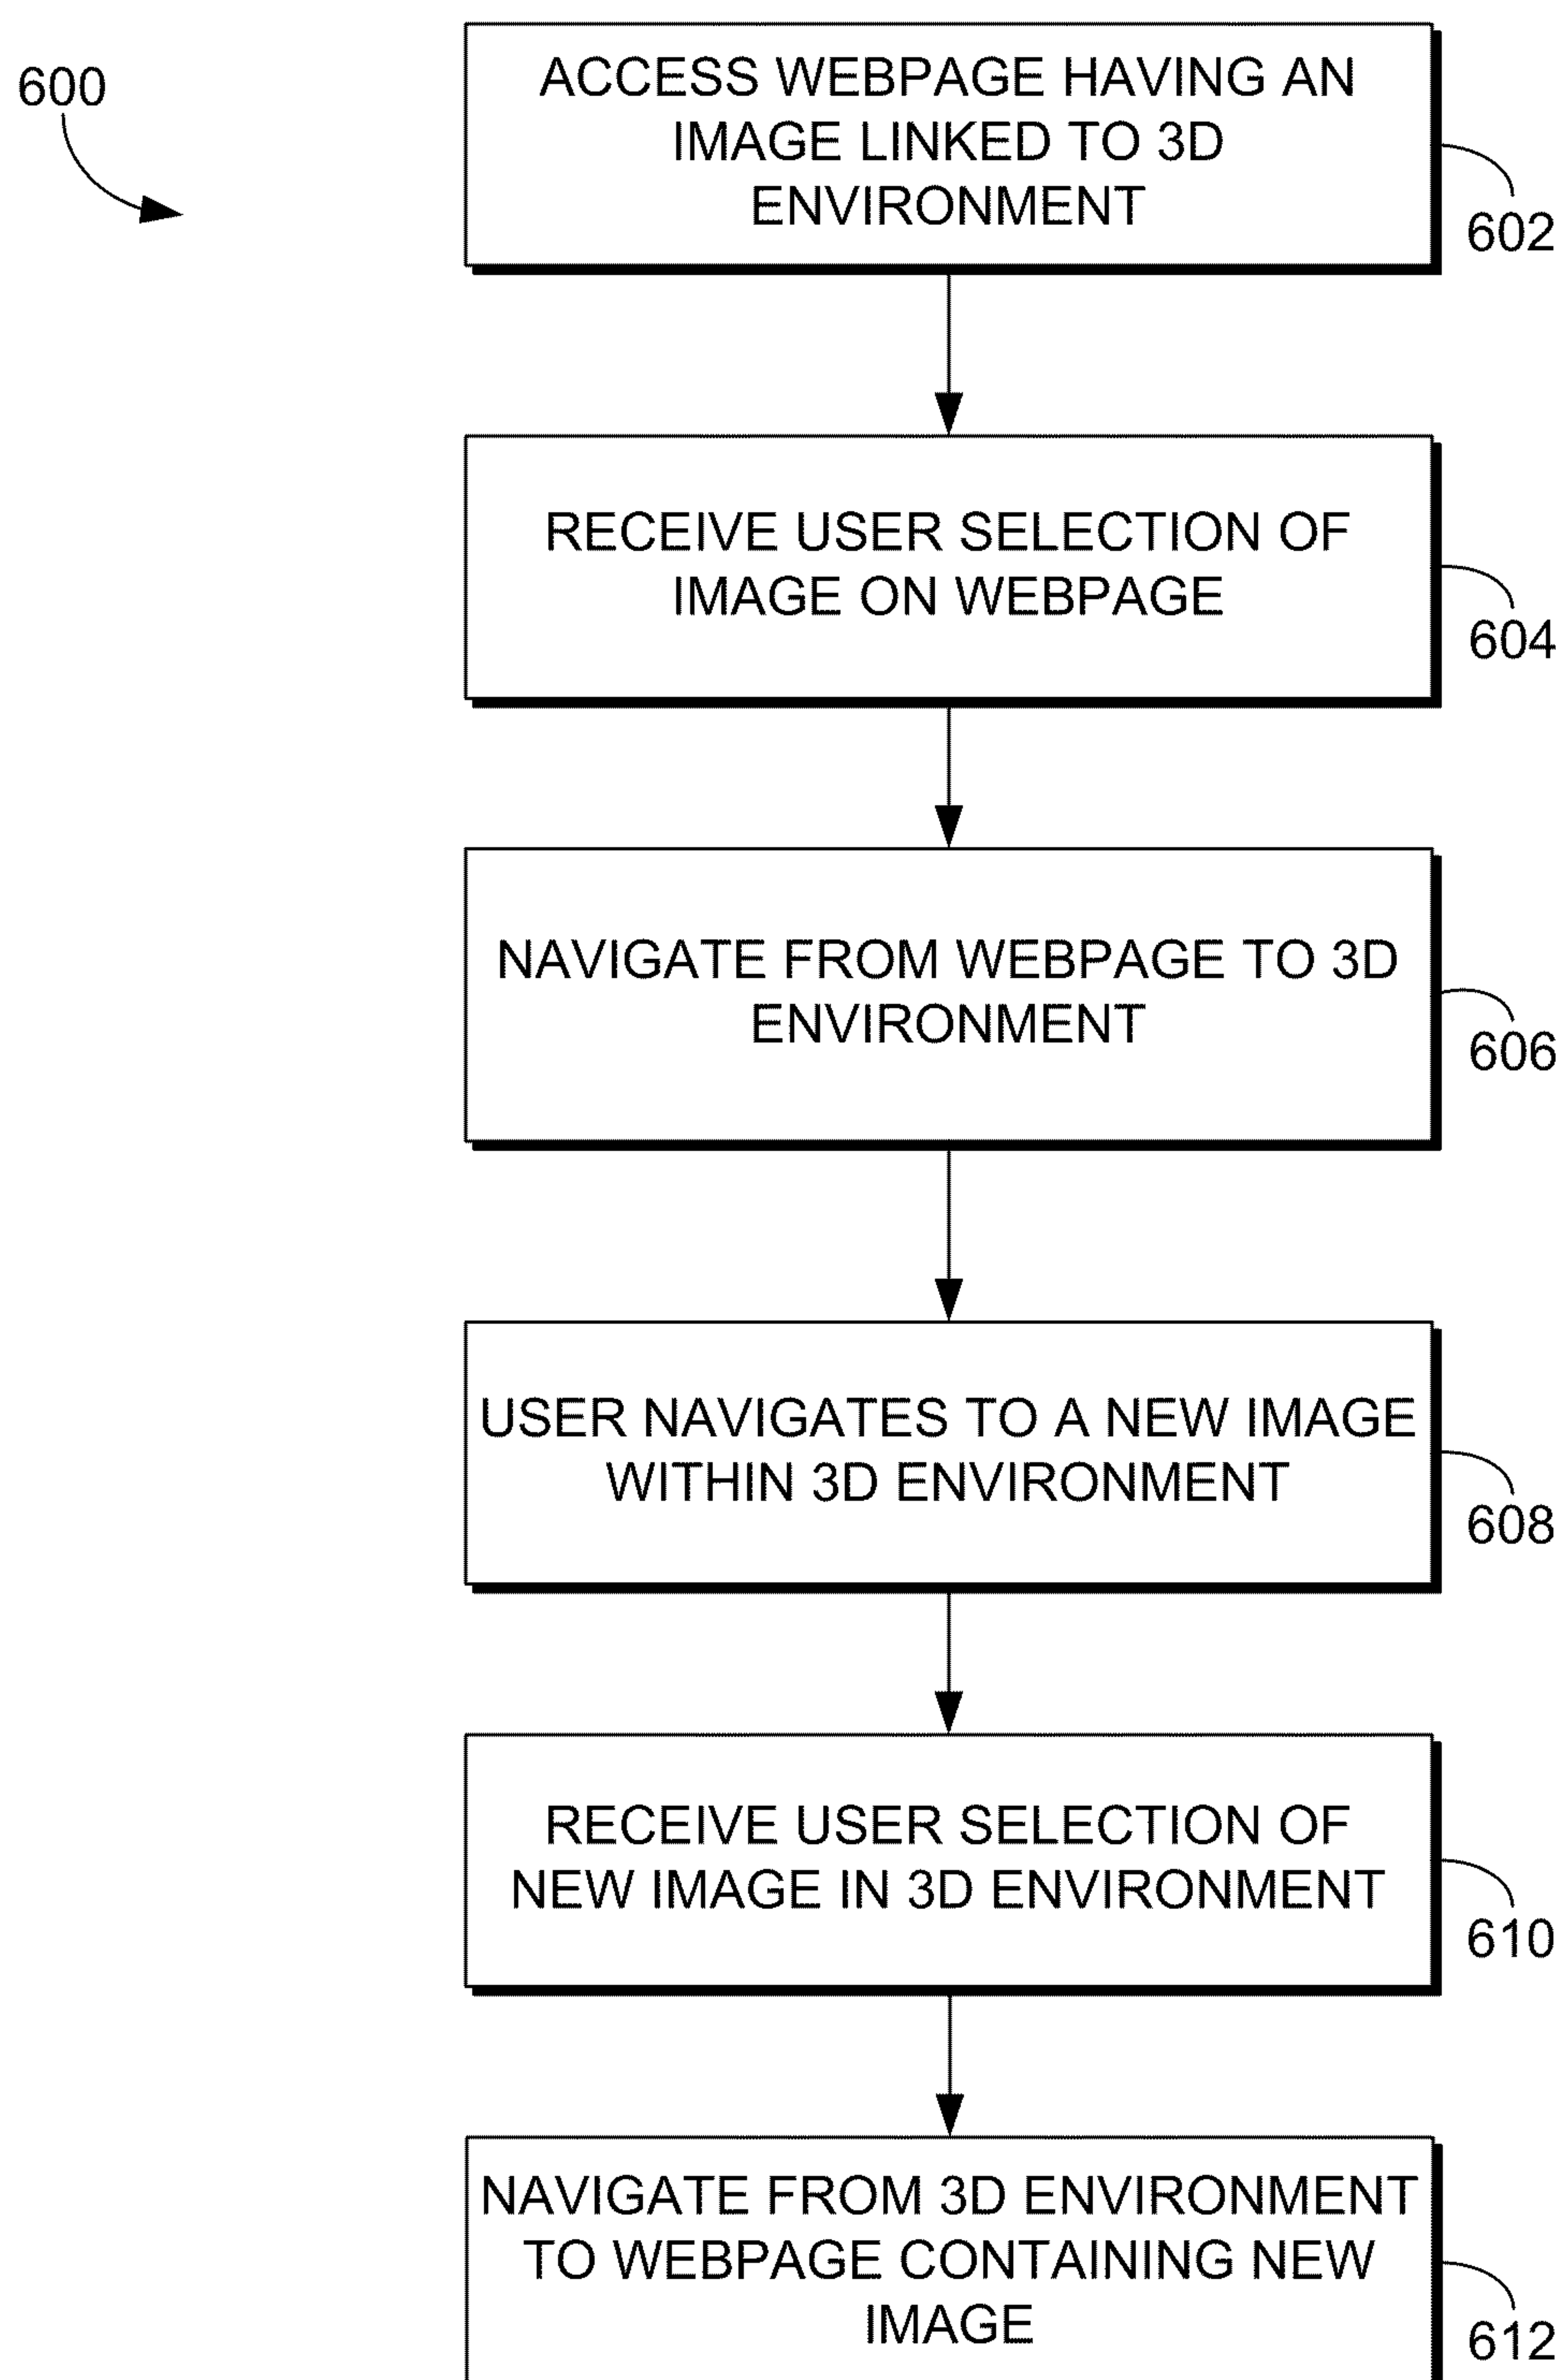 600
ACCESS WEBPAGE HAVING AN
IMAGE LINKED TO 3D
ENVIRONMENT
602
RECEIVE USER SELECTION OF
IMAGE ON WEBPAGE
604
NAVIGATE FROM WEBPAGE TO 3D
ENVIRONMENT
606
USER NAVIGATES TO A NEW IMAGE
WITHIN 3D ENVIRONMENT
608
RECEIVE USER SELECTION OF
NEW IMAGE IN 3D ENVIRONMENT
610
NAVIGATE FROM 3D ENVIRONMENT
TO WEBPAGE CONTAINING NEW
IMAGE
612